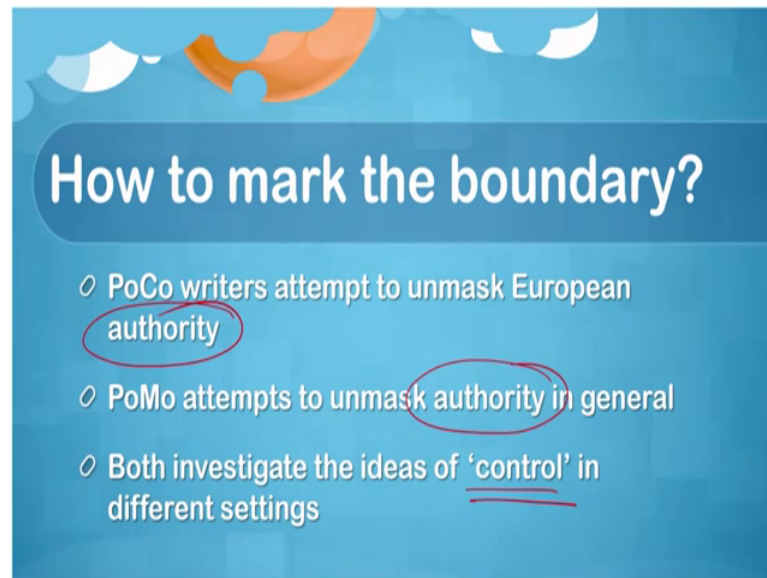 How to mark the boundary?
PoCo writers attempt to unmask European
authority
PoMo attempts to unmask authority in general
Both investigate the ideas of ‘control’ in
different settings